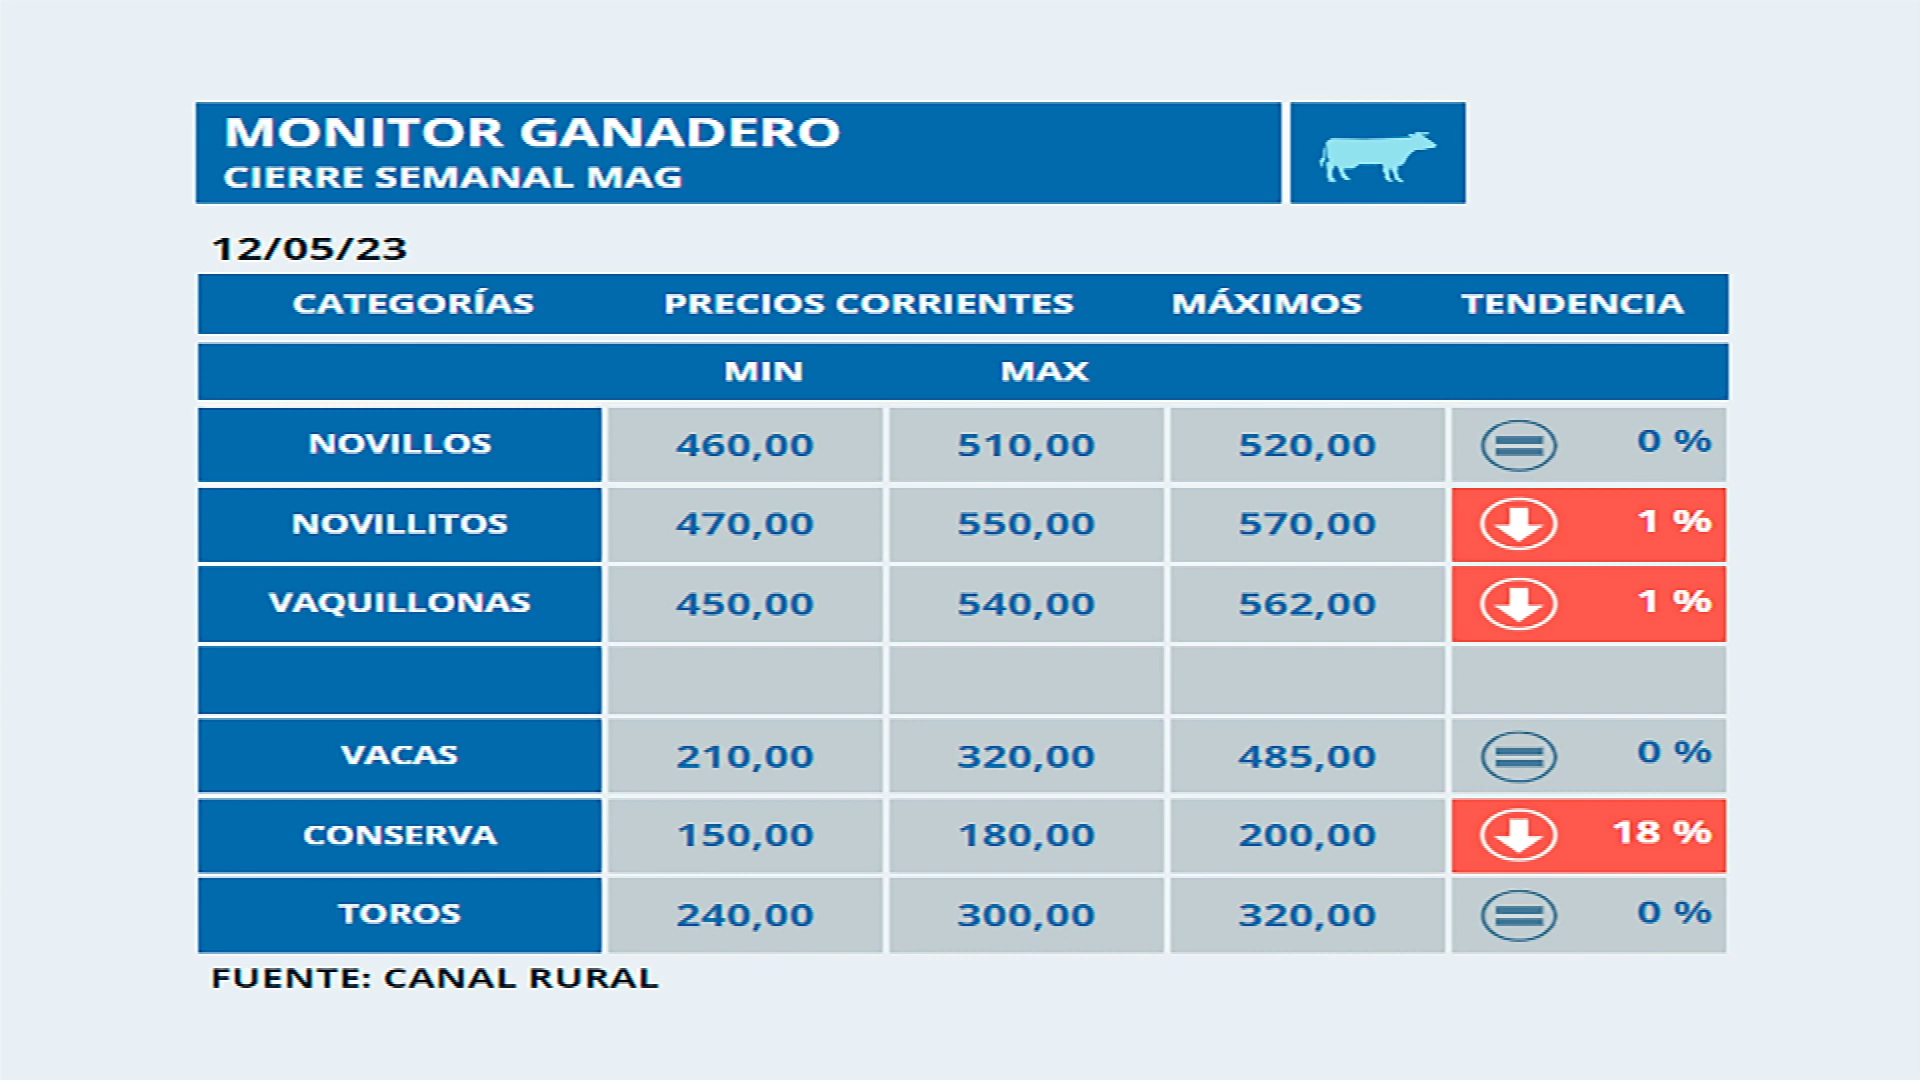 MONITOR GANADERO
CIERRE SEMANAL MAG
12/05/23
CATEGORÍAS PRECIOS CORRIENTES MÁXIMOS TENDENCIA
MIN MAX
NOVILLOS 460,00 510,00 520,00 0 %
NOVILLITOS 470,00 550,00 570,00 1 %
VAQUILLONAS 450,00 540,00 562,00 1 %
VACAS 210,00 320,00 485,00 0 %
CONSERVA 150,00 180,00 200,00 18 %
TOROS 240,00 300,00 320,00 0 %
FUENTE: CANAL RURAL